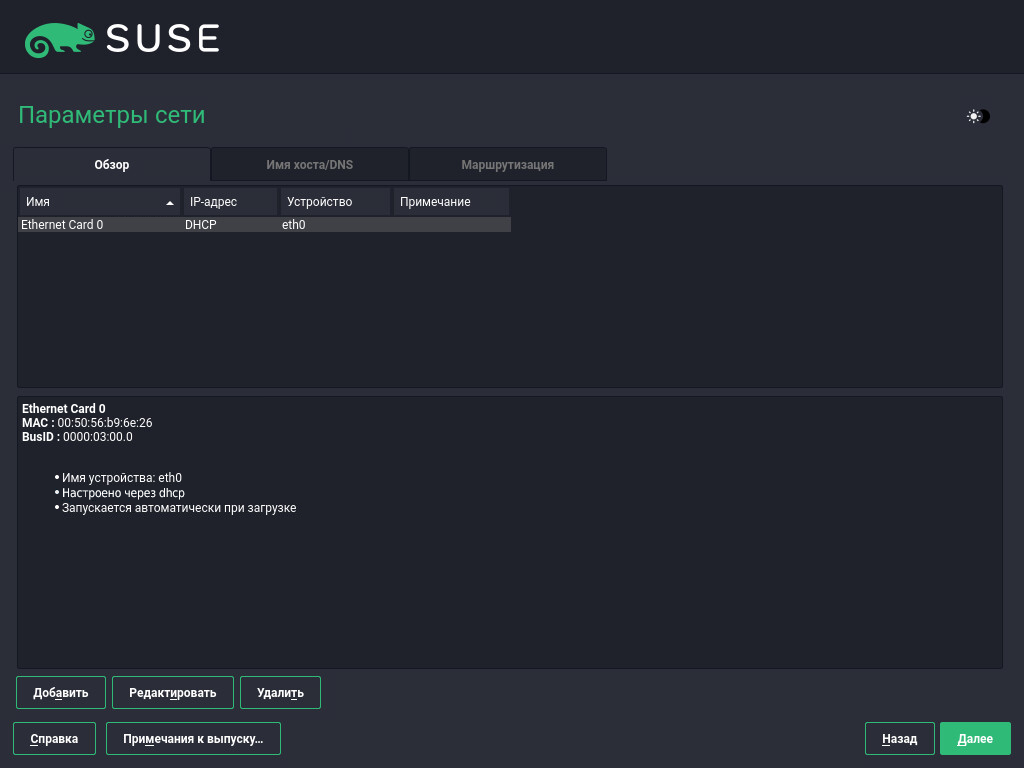 SUSE
Параметры сети
Обзор Имя хоста/DNS Маршрутизация
Имя IP-адрес Устройство Примечание
Ethernet Card 0 DHCP eth0
Ethernet Card 0
MAC : 00:50:56:b9:6e:26
BusID : 0000:03:00.0
• Имя устройства: eth0
• Настроено через dhcp
• Запускается автоматически при загрузке
Добавить Редактировать Удалить
Справка Примечания к выпуску... Назад Далее